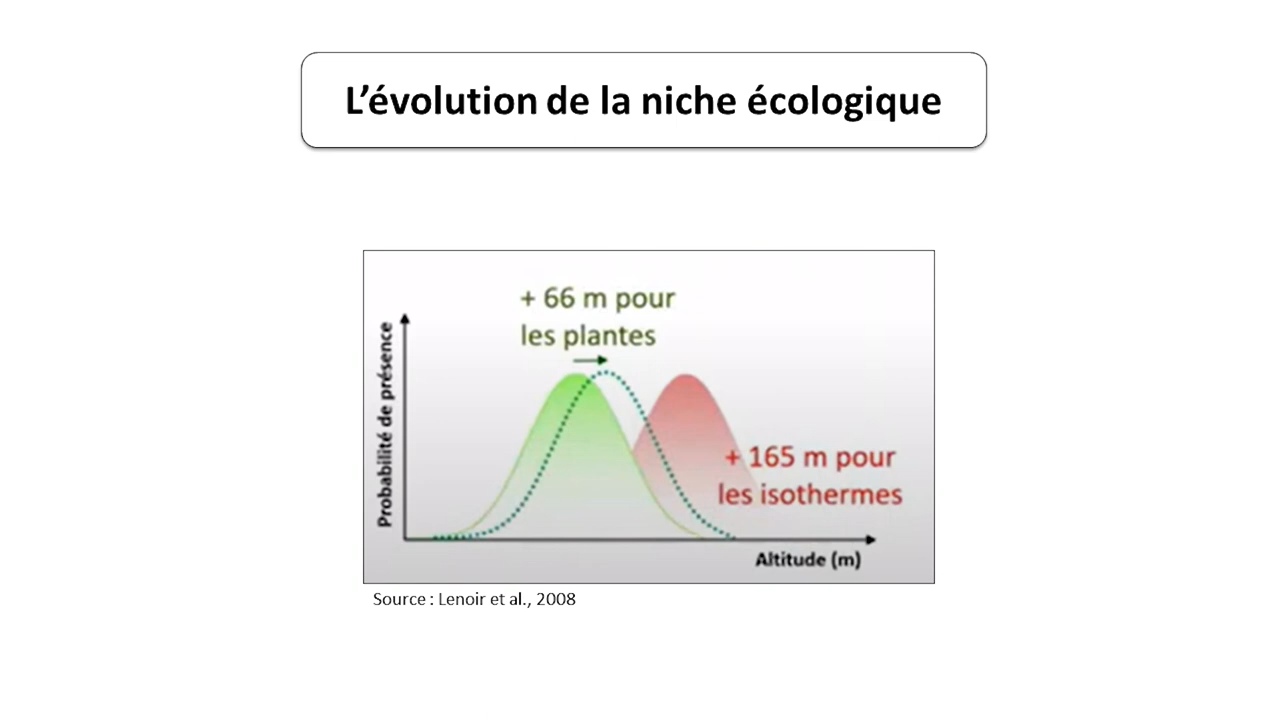 L’évolution de la niche écologique
+ 66 m pour
les plantes
Probabilité de présence
+ 165 m pour
les isothermes
Altitude (m)
Source : Lenoir et al., 2008